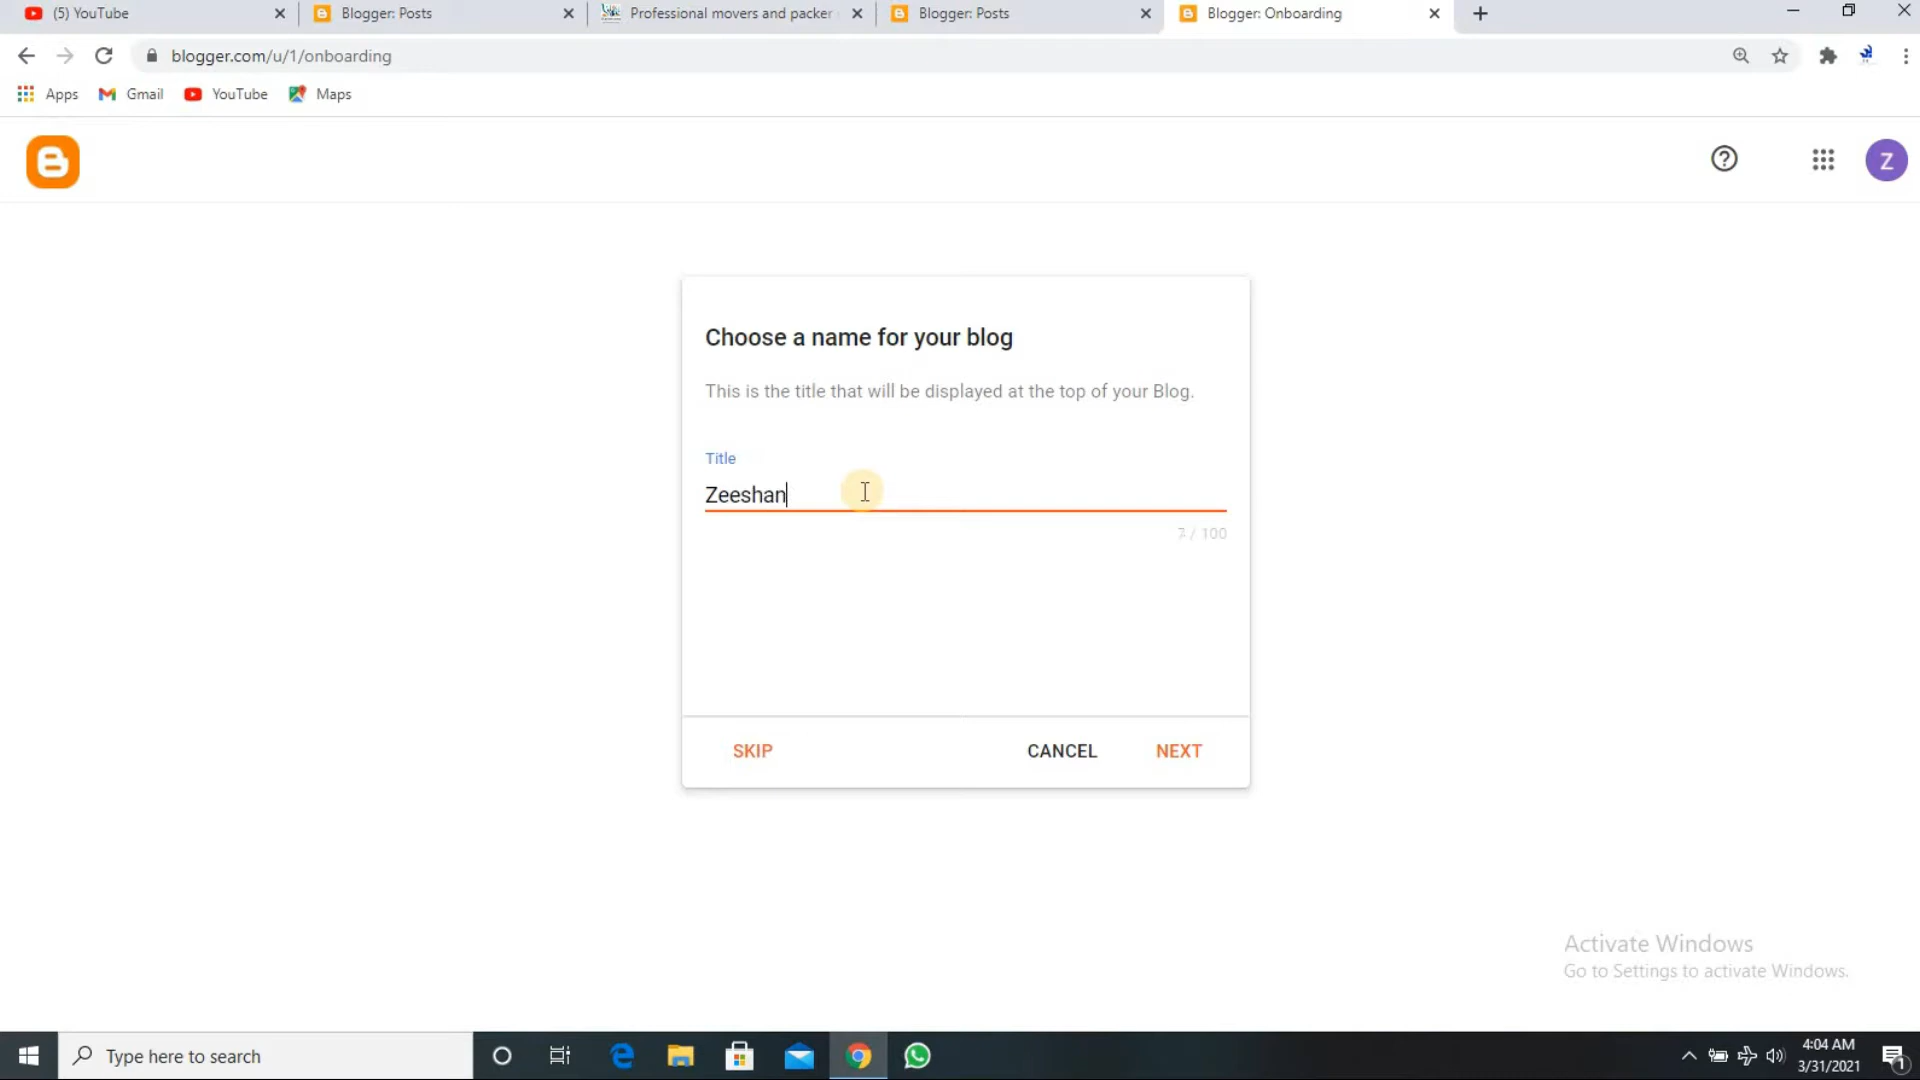 (5) YouTube
Blogger: Posts
Professional movers and packer
Blogger: Posts
Blogger: Onboarding
blogger.com/u/1/onboarding
Apps
Gmail
YouTube
Maps
Z
Choose a name for your blog
This is the title that will be displayed at the top of your Blog.
Title
Zeeshan
/ 100
SKIP
CANCEL
NEXT
Activate Windows
Go to Settings to activate Windows.
Type here to search
4:04 AM
3/31/2021
1